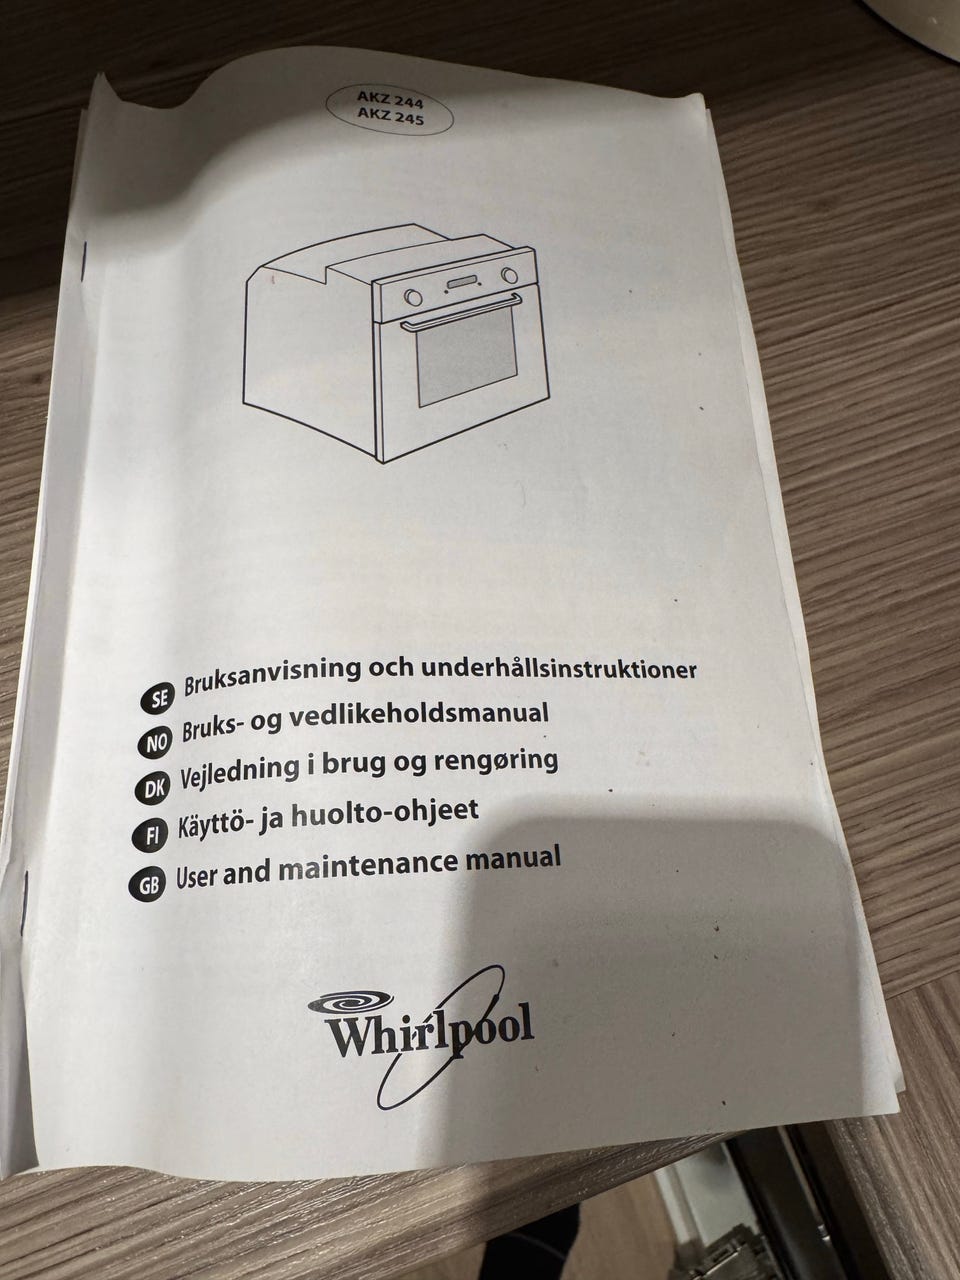 AKZ 244
AKZ 245
SE Bruksanvisning och underhållsinstruktioner
NO Bruks- og vedlikeholdsmanual
DK Vejledning i brug og rengøring
FI Käyttö- ja huolto-ohjeet
GB User and maintenance manual
Whirlpool